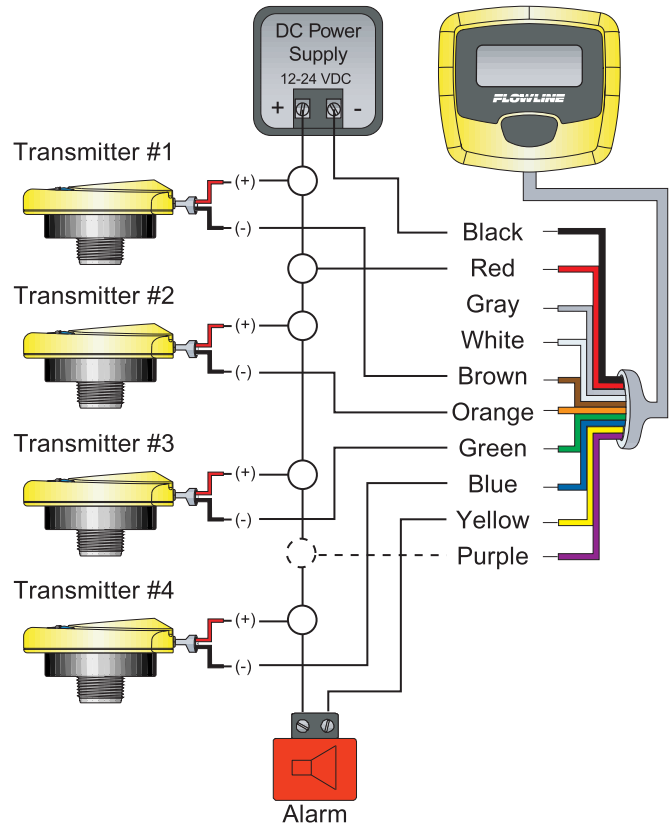 DC Power
Supply
12-24 VDC
+ -
FLOWLINE
Transmitter #1
(+)
(-)
Transmitter #2
(+)
(-)
Transmitter #3
(+)
(-)
Transmitter #4
(+)
(-)
Black
Red
Gray
White
Brown
Orange
Green
Blue
Yellow
Purple
Alarm